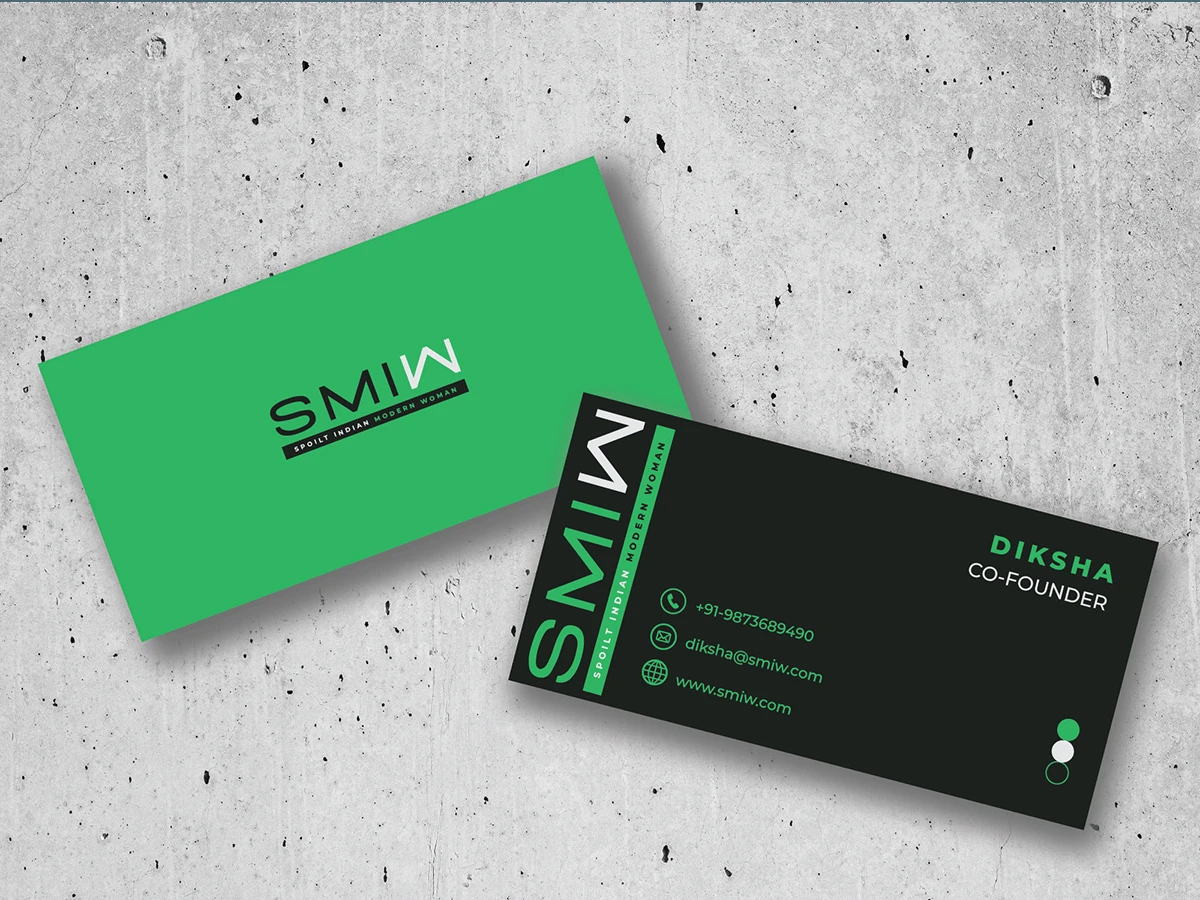 SMIW
SPOILT INDIAN MODERN WOMAN
SMIW
SPOILT INDIAN MODERN WOMAN
DIKSHA
CO-FOUNDER
+91-9873689490
diksha@smiw.com
www.smiw.com